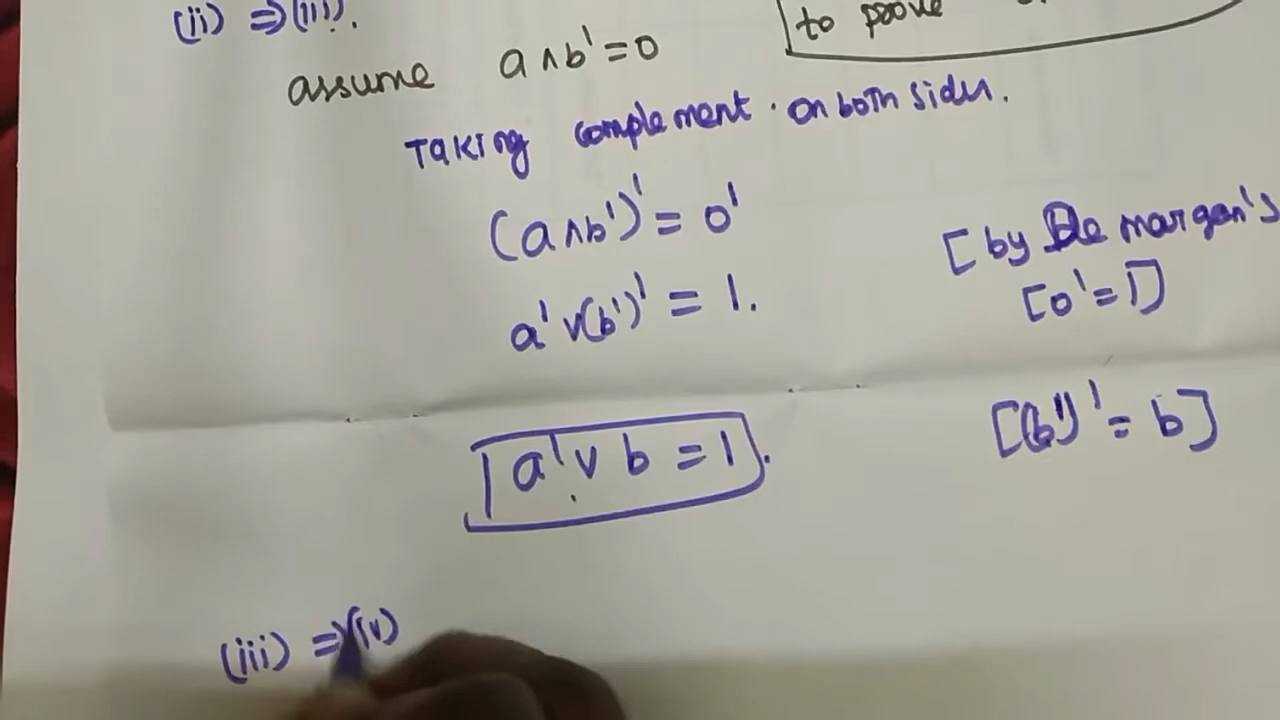 (ii) ⇒ (iii).
to prove
assume a∧b' = 0
Taking complement on both sides.
(a∧b')' = 0'
[by De margan's
a' ∨(b')' = 1.
[0' = 1]
a' ∨ b = 1.
[(b')' = b]
(iii) ⇒ (iv)